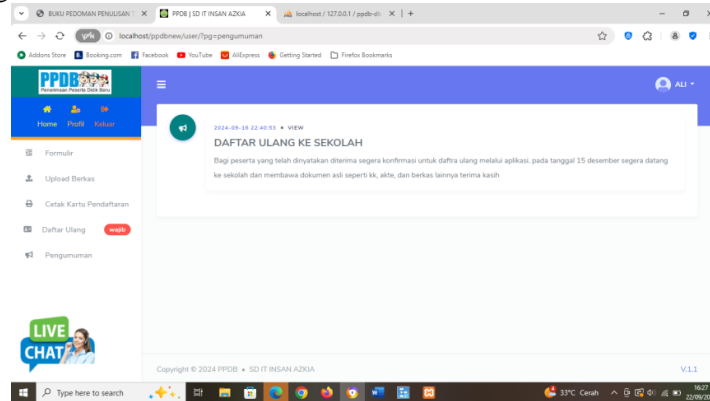 BUKU PEDOMAN PENULISAN T
PPDB | SD IT INSAN AZKIA
localhost / 127.0.0.1 / ppdb-di
localhost/ppdbnew/user/?pg=pengumuman
Addons Store
Booking.com
Facebook
YouTube
AliExpress
Getting Started
Firefox Bookmarks
PPDB
Penerimaan Peserta Didik Baru
ALI
Home
Profil
Keluar
2024-09-16 22:40:53 • VIEW
DAFTAR ULANG KE SEKOLAH
Bagi peserta yang telah dinyatakan diterima segera konfirmasi untuk daftra ulang melalui aplikasi, pada tanggal 15 desember segera datang
ke sekolah dan membawa dokumen asli seperti kk, akte, dan berkas lainnya terima kasih
Formulir
Upload Berkas
Cetak Kartu Pendaftaran
Daftar Ulang
wajib
Pengumuman
LIVE
CHAT
Copyright © 2024 PPDB • SD IT INSAN AZKIA
V.1.1
Type here to search
33°C Cerah
16:27
22/09/20